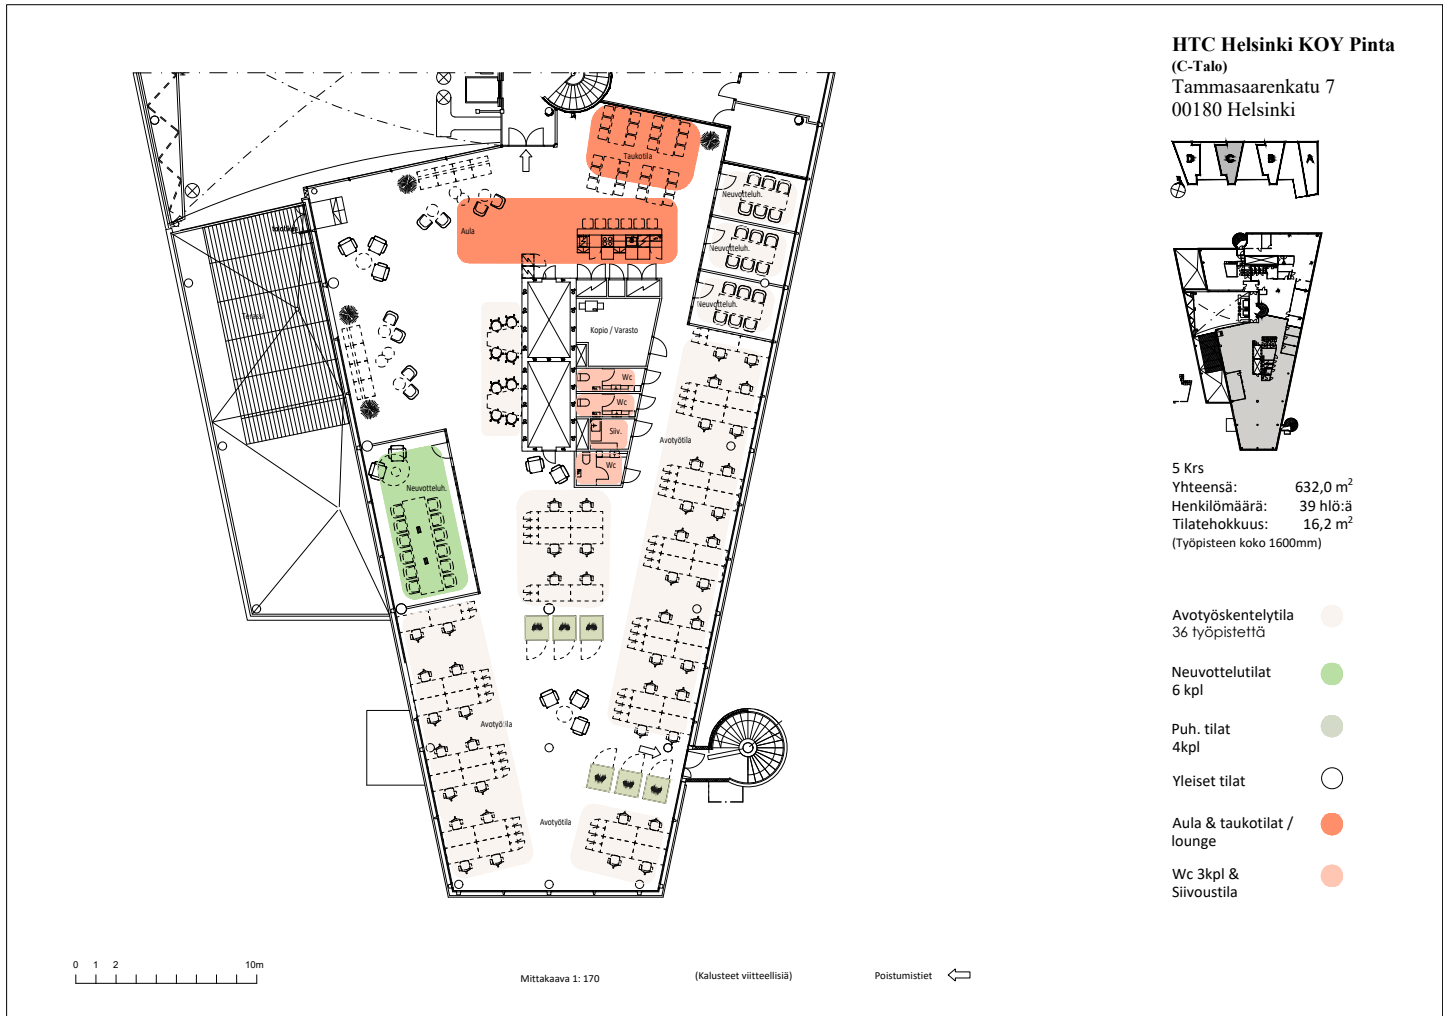 HTC Helsinki KOY Pinta
(C-Talo)
Tammasaarenkatu 7
00180 Helsinki
D C B A
5 Krs
Yhteensä: 632,0 m²
Henkilömäärä: 39 hlö:ä
Tilatehokkuus: 16,2 m²
(Työpisteen koko 1600mm)
Avotyöskentelytila
36 työpistettä
Neuvottelutilat
6 kpl
Puh. tilat
4kpl
Yleiset tilat
Aula & taukotilat /
lounge
Wc 3kpl &
Siivoustila
Taukotila
Neuvotteluh.
Aula
Neuvotteluh.
Neuvotteluh.
Terassi
Kopio / Varasto
Wc
Wc
Siiv.
Avotyötila
Wc
Neuvotteluh.
Avotyötila
Avotyötila
0 1 2 10m
Mittakaava 1: 170
(Kalusteet viitteellisiä)
Poistumistiet